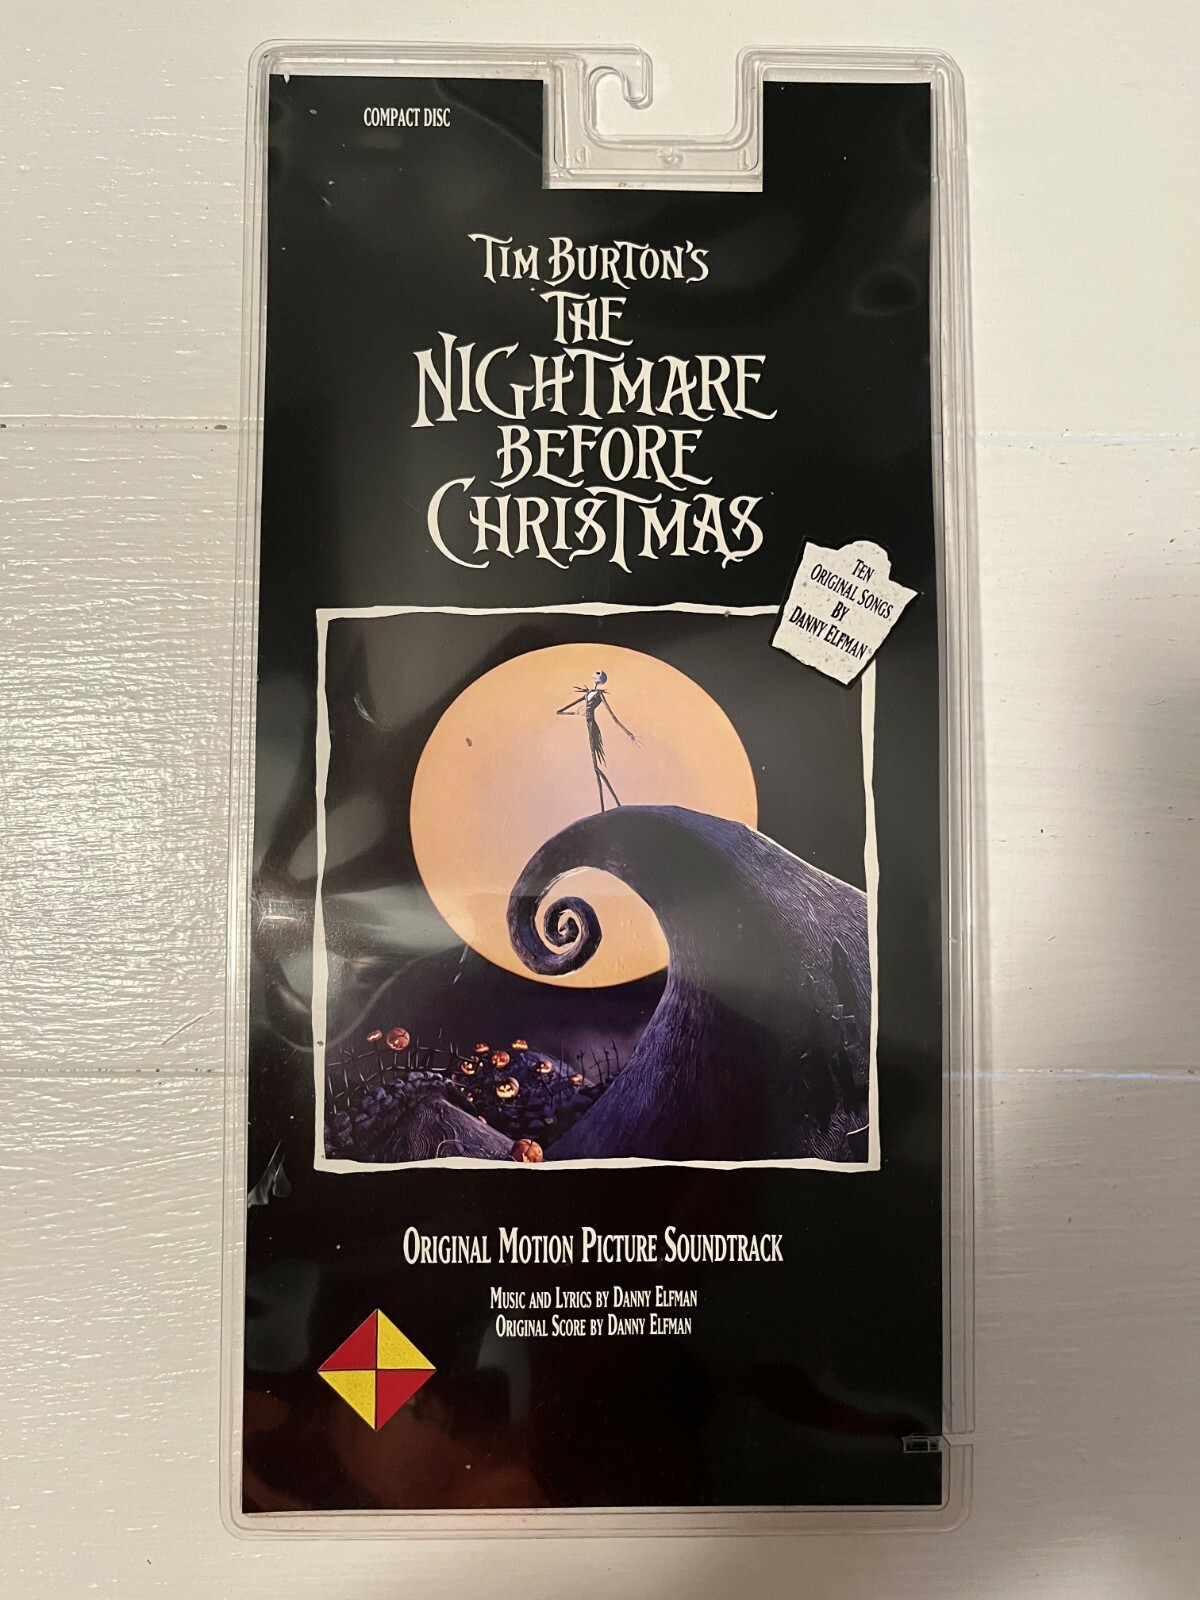 COMPACT DISC
TIM BURTON'S
THE
NIGHTMARE
BEFORE
CHRISTMAS
TEN
ORIGINAL SONGS
BY
DANNY ELFMAN
ORIGINAL MOTION PICTURE SOUNDTRACK
MUSIC AND LYRICS BY DANNY ELFMAN
ORIGINAL SCORE BY DANNY ELFMAN